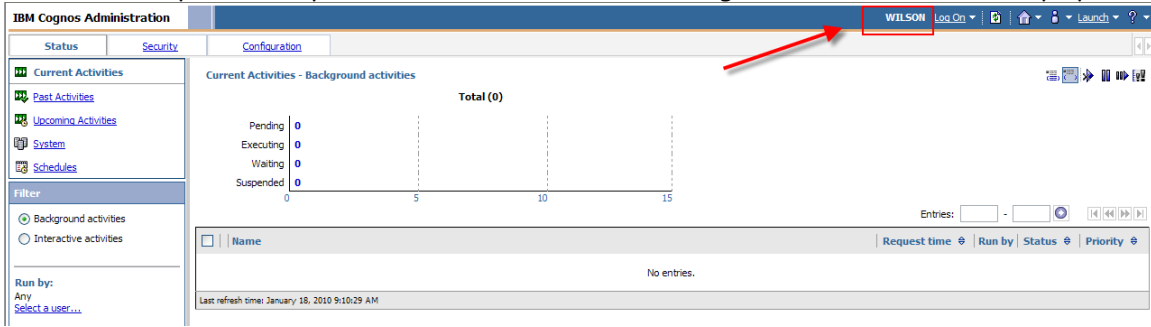 IBM Cognos Administration
WILSON Log On Launch ?
Status Security Configuration
Current Activities
Past Activities
Upcoming Activities
System
Schedules
Filter
Background activities
Interactive activities
Run by:
Any
Select a user...
Current Activities - Background activities
Total (0)
Pending 0
Executing 0
Waiting 0
Suspended 0
0 5 10 15
Entries: -
Name Request time Run by Status Priority
No entries.
Last refresh time: January 18, 2010 9:10:29 AM